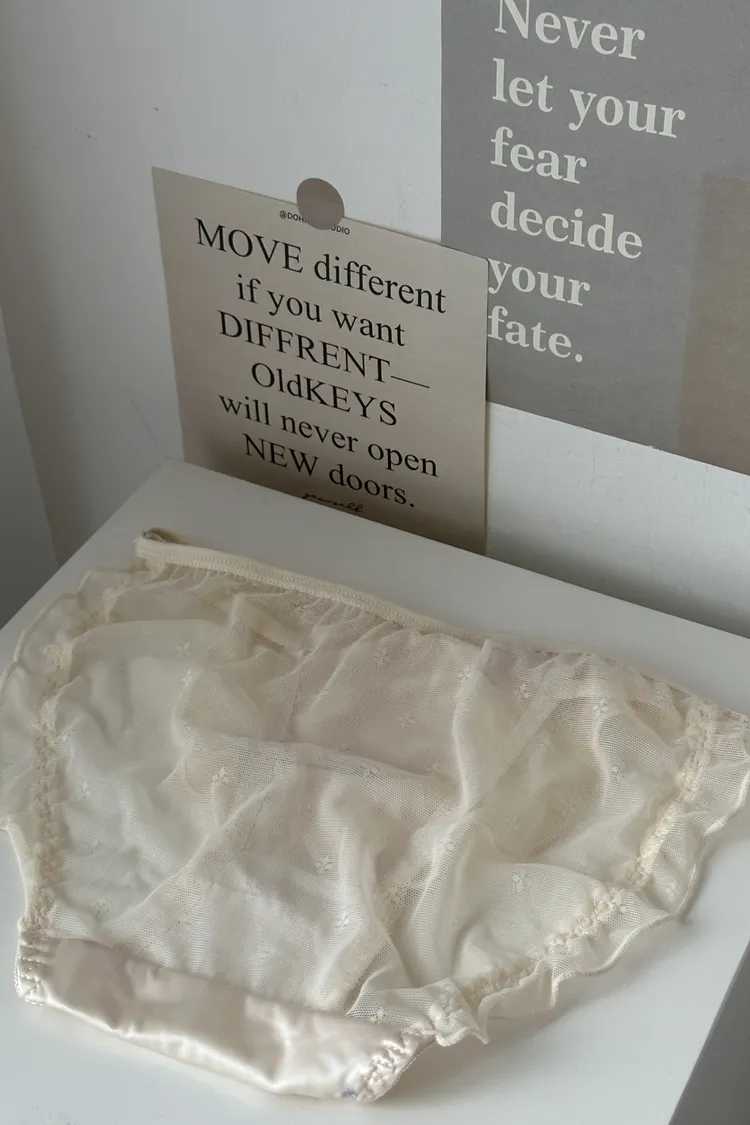 MOVE different
if you want
DIFFRENT—
OldKEYS
will never open
NEW doors.
Never
let your
fear
decide
your
fate.